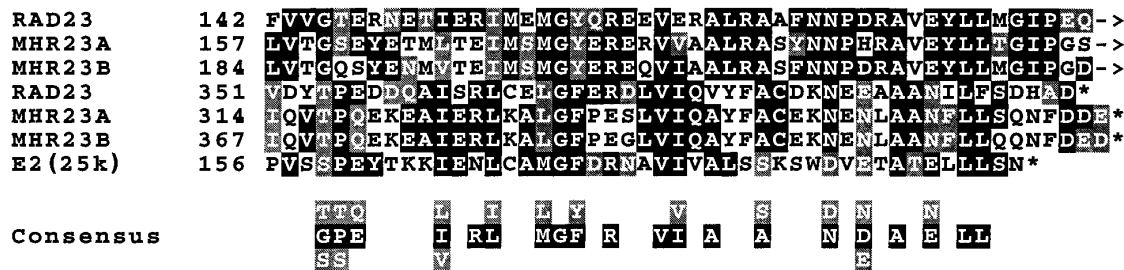 RAD23 142 FVVGTERNETIERIMEMGYQREEVERALRAAFNNPDRAVEYLLMGIPEQ->
MHR23A 157 LVTGSEYETMLTEIMSMGYERERVVAALRASYNNPHRAVEYLLTGIPGS->
MHR23B 184 LVTGQSYENMVTEIMSMGYEREQVIAALRASFNNPDRAVEYLLMGIPGD->
RAD23 351 VDYTPEDDQAISRLCELGFERDLVIQVYFACDKNEEAAANILFSDHAD*
MHR23A 314 IQVTPQEKEAIERLKALGFPESLVIQAYFACEKNENLAANFLLSQNFDDE*
MHR23B 367 IQVTPQEKEAIERLKALGFPEGLVIQAYFACEKNENLAANFLLQQNFDED*
E2(25k) 156 PVSSPEYTKKIENLCAMGFDRNAVIVALSSKSWDVETATELLLSN*
TTQ L I L Y V S D N N
Consensus GPE I RL MGF R VI A A N D A E LL
SS V E